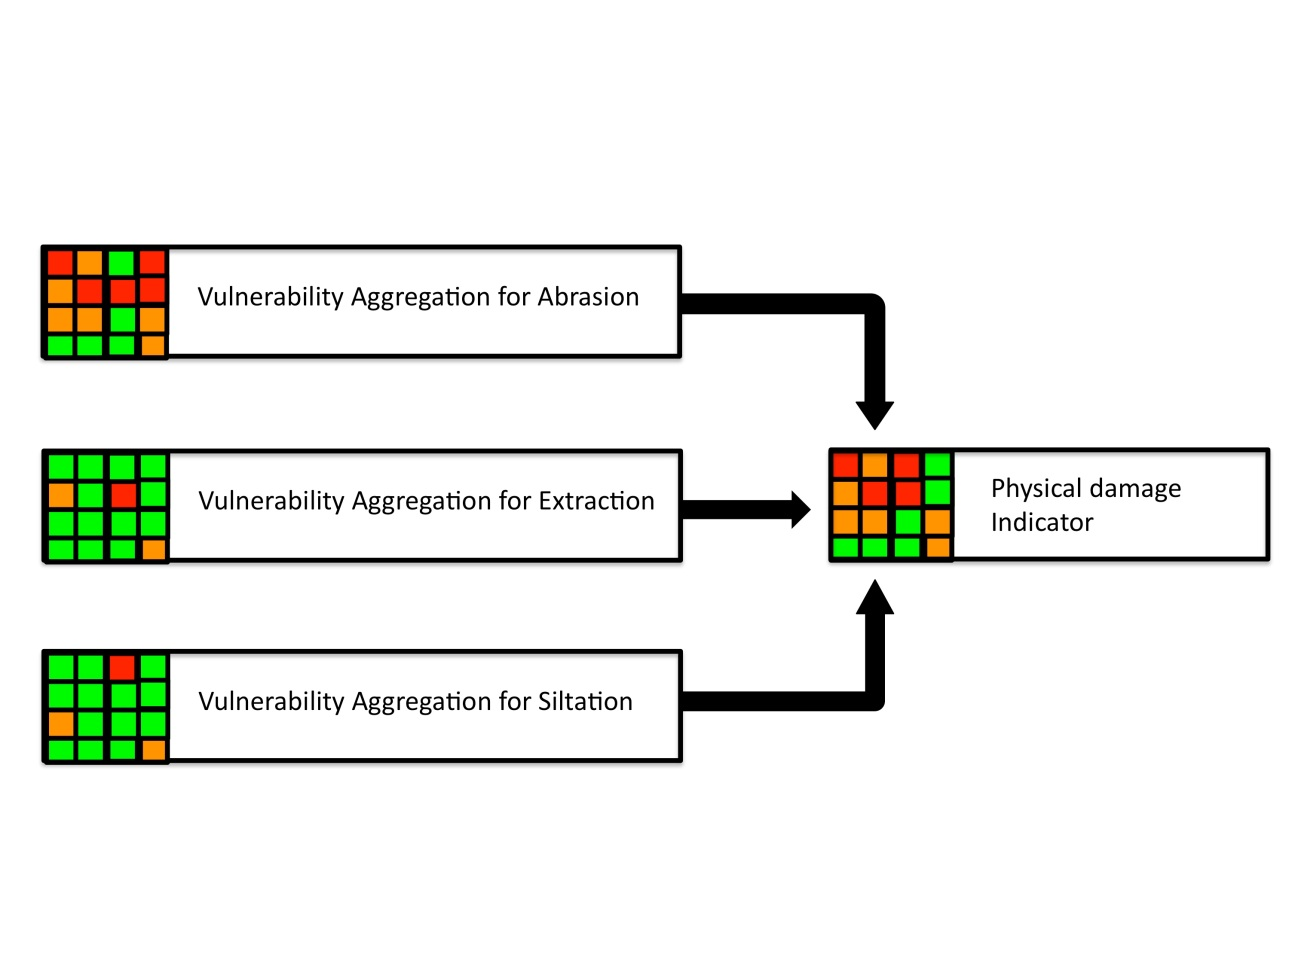 Vulnerability Aggregation for Abrasion
Vulnerability Aggregation for Extraction
Physical damage
Indicator
Vulnerability Aggregation for Siltation